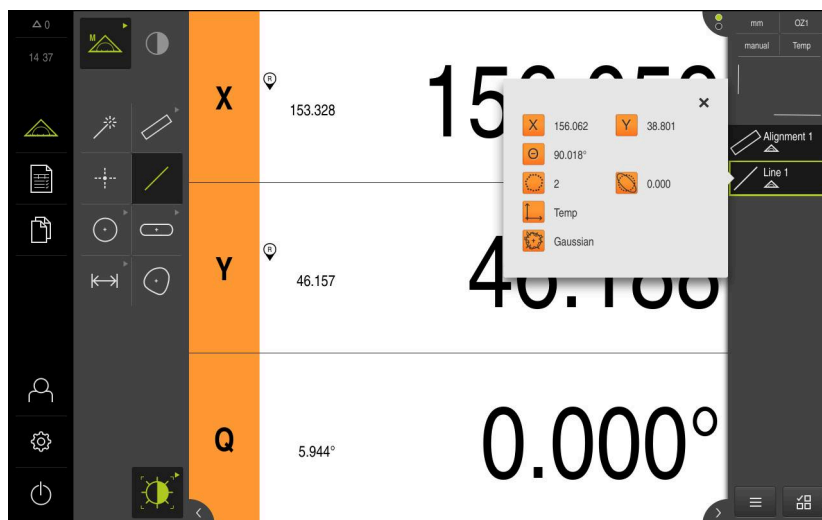 0
14 37
M
X
R
153.328
Y
R
46.157
Q
5.944°
0.000°
X 156.062 Y 38.801
Θ 90.018°
2 0.000
Temp
Gaussian
mm OZ1
manual Temp
Alignment 1
Line 1